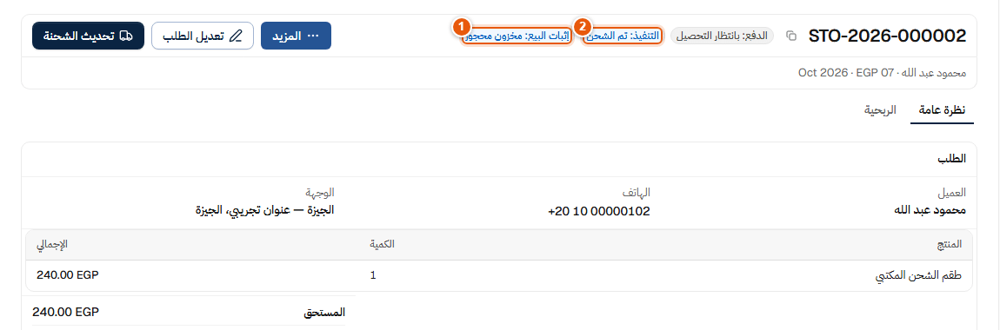 STO-2026-000002 الدفع: بانتظار التحصيل 2 التنفيذ: تم الشحن 1 إثبات البيع: مخزون محجوز ··· المزيد تعديل الطلب تحديث الشحنة
محمود عبد الله · 07 Oct 2026 · EGP
نظرة عامة الربحية
الطلب
العميل الهاتف الوجهة
محمود عبد الله +20 10 00000102 الجيزة — عنوان تجريبي، الجيزة
المنتج الكمية الإجمالي
طقم الشحن المكتبي 1 240.00 EGP
المستحق 240.00 EGP